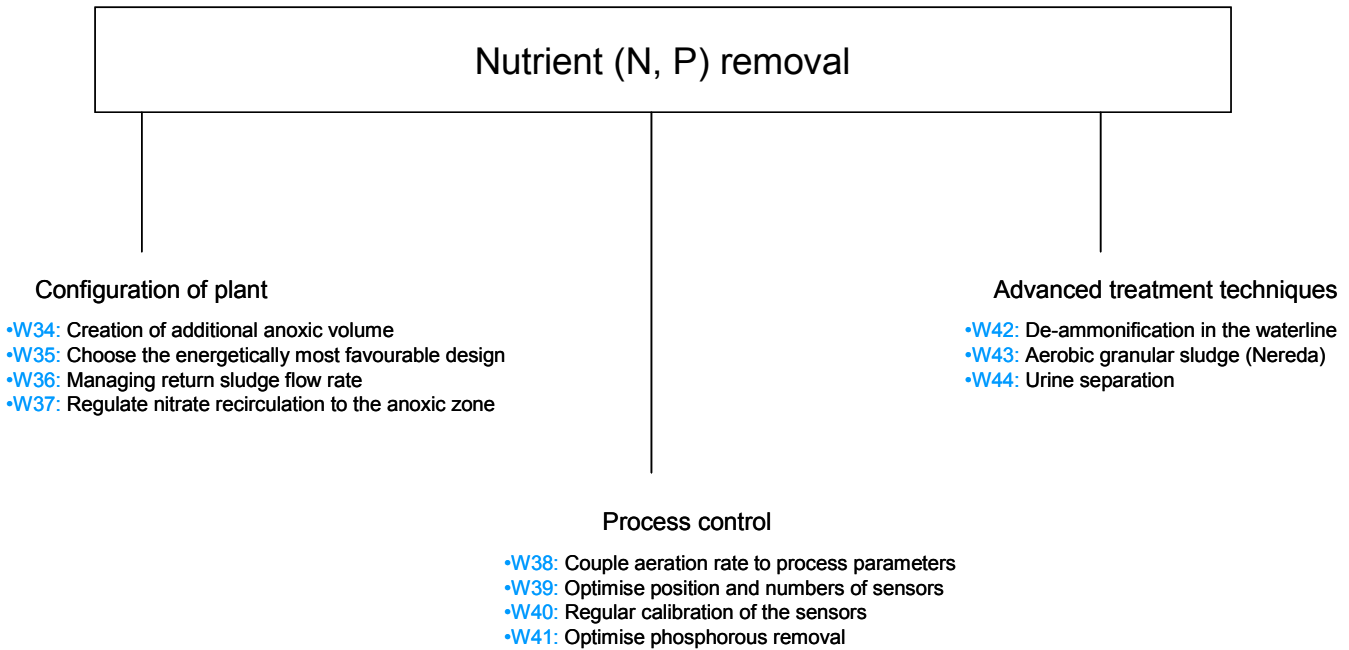 Nutrient (N, P) removal
Configuration of plant
•W34: Creation of additional anoxic volume
•W35: Choose the energetically most favourable design
•W36: Managing return sludge flow rate
•W37: Regulate nitrate recirculation to the anoxic zone
Advanced treatment techniques
•W42: De-ammonification in the waterline
•W43: Aerobic granular sludge (Nereda)
•W44: Urine separation
Process control
•W38: Couple aeration rate to process parameters
•W39: Optimise position and numbers of sensors
•W40: Regular calibration of the sensors
•W41: Optimise phosphorous removal